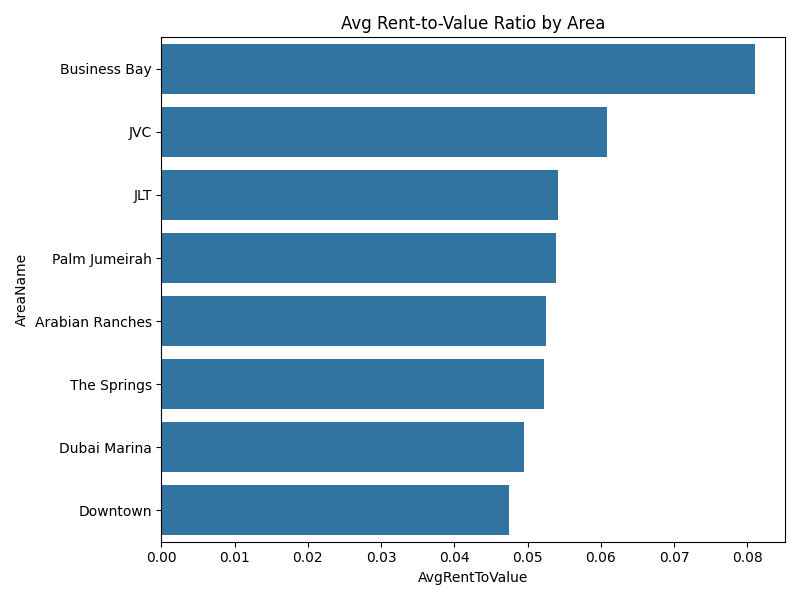 Avg Rent-to-Value Ratio by Area
AreaName
Business Bay
JVC
JLT
Palm Jumeirah
Arabian Ranches
The Springs
Dubai Marina
Downtown
0.00 0.01 0.02 0.03 0.04 0.05 0.06 0.07 0.08
AvgRentToValue